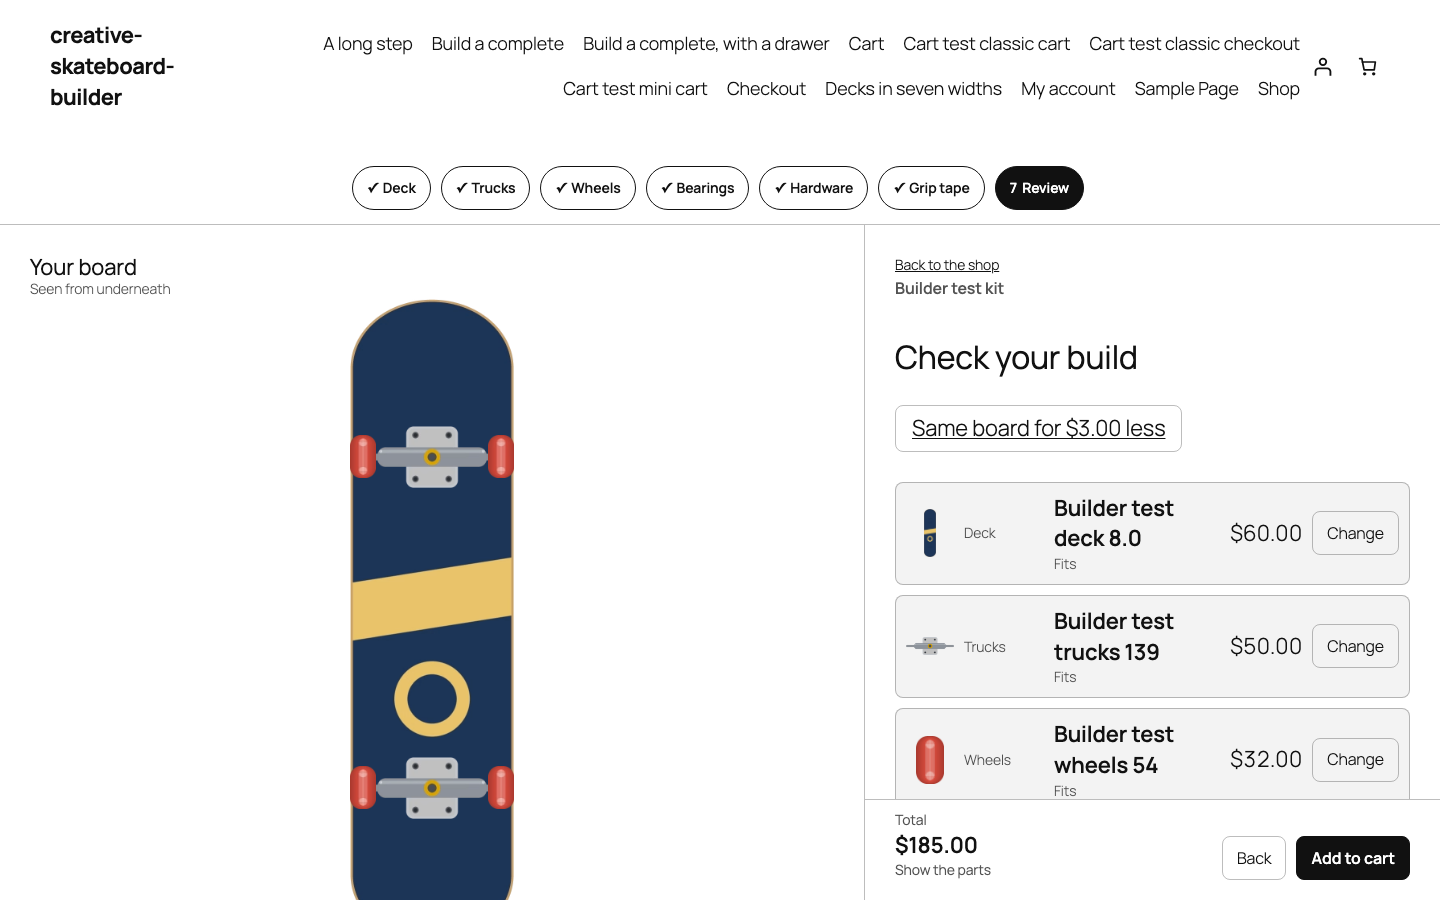 creative-
skateboard-
builder
A long step Build a complete Build a complete, with a drawer Cart Cart test classic cart Cart test classic checkout
Cart test mini cart Checkout Decks in seven widths My account Sample Page Shop
✓ Deck ✓ Trucks ✓ Wheels ✓ Bearings ✓ Hardware ✓ Grip tape 7 Review
Your board
Seen from underneath
Back to the shop
Builder test kit
Check your build
Same board for $3.00 less
Deck
Builder test
deck 8.0
Fits
$60.00
Change
Trucks
Builder test
trucks 139
Fits
$50.00
Change
Wheels
Builder test
wheels 54
Fits
$32.00
Change
Total
$185.00
Show the parts
Back
Add to cart